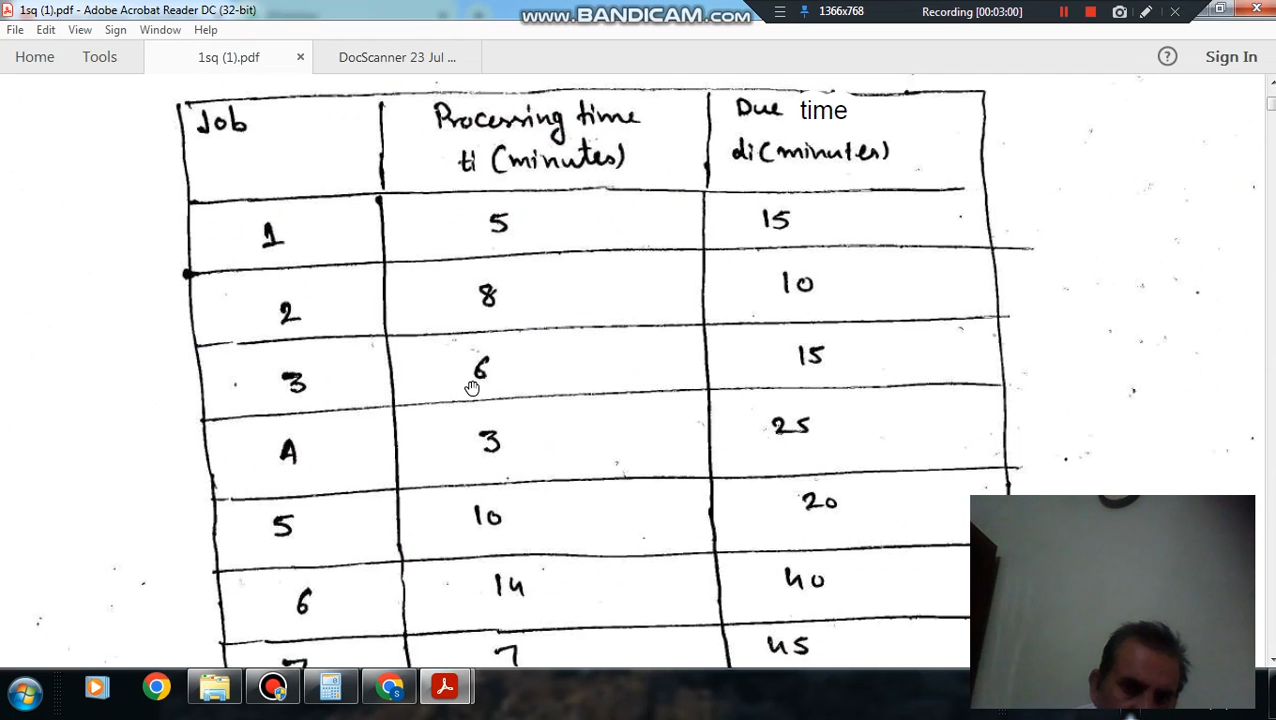 1sq (1).pdf - Adobe Acrobat Reader DC (32-bit)
www.BANDICAM.com
1366x768
Recording [00:03:00]
File Edit View Sign Window Help
Home Tools 1sq (1).pdf × DocScanner 23 Jul ... ? Sign In
Job Processing time ti (minutes) Due time di (minutes)
1 5 15
2 8 10
3 6 15
4 3 25
5 10 20
6 14 40
7 7 45